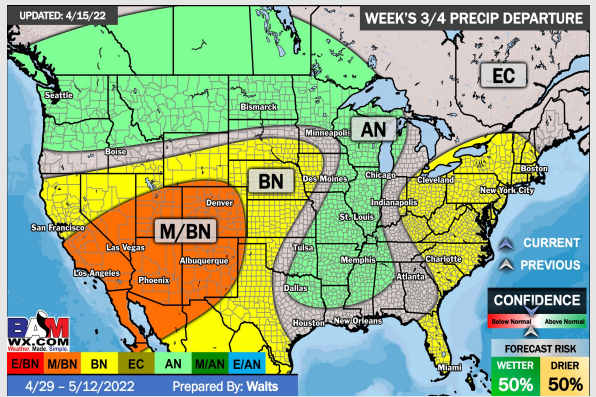 UPDATED: 4/15/22
WEEK'S 3/4 PRECIP DEPARTURE
EC
Seattle
Bismarck
Minneapolis
AN
Boise
BN
Des Moines
Chicago
Cleveland
Boston
New York City
Denver
Indianapolis
San Francisco
M/BN
St. Louis
Las Vegas
Albuquerque
Tulsa
CURRENT
Los Angeles
Phoenix
Memphis
Charlotte
PREVIOUS
Atlanta
Dallas
Houston
New Orleans
CONFIDENCE
Below Normal
Above Normal
BAM
WX.COM
Weather. Made. Simple.
FORECAST RISK
E/BN M/BN BN EC AN M/AN E/AN
Miami
WETTER
DRIER
50%
50%
4/29 – 5/12/2022
Prepared By: Walts